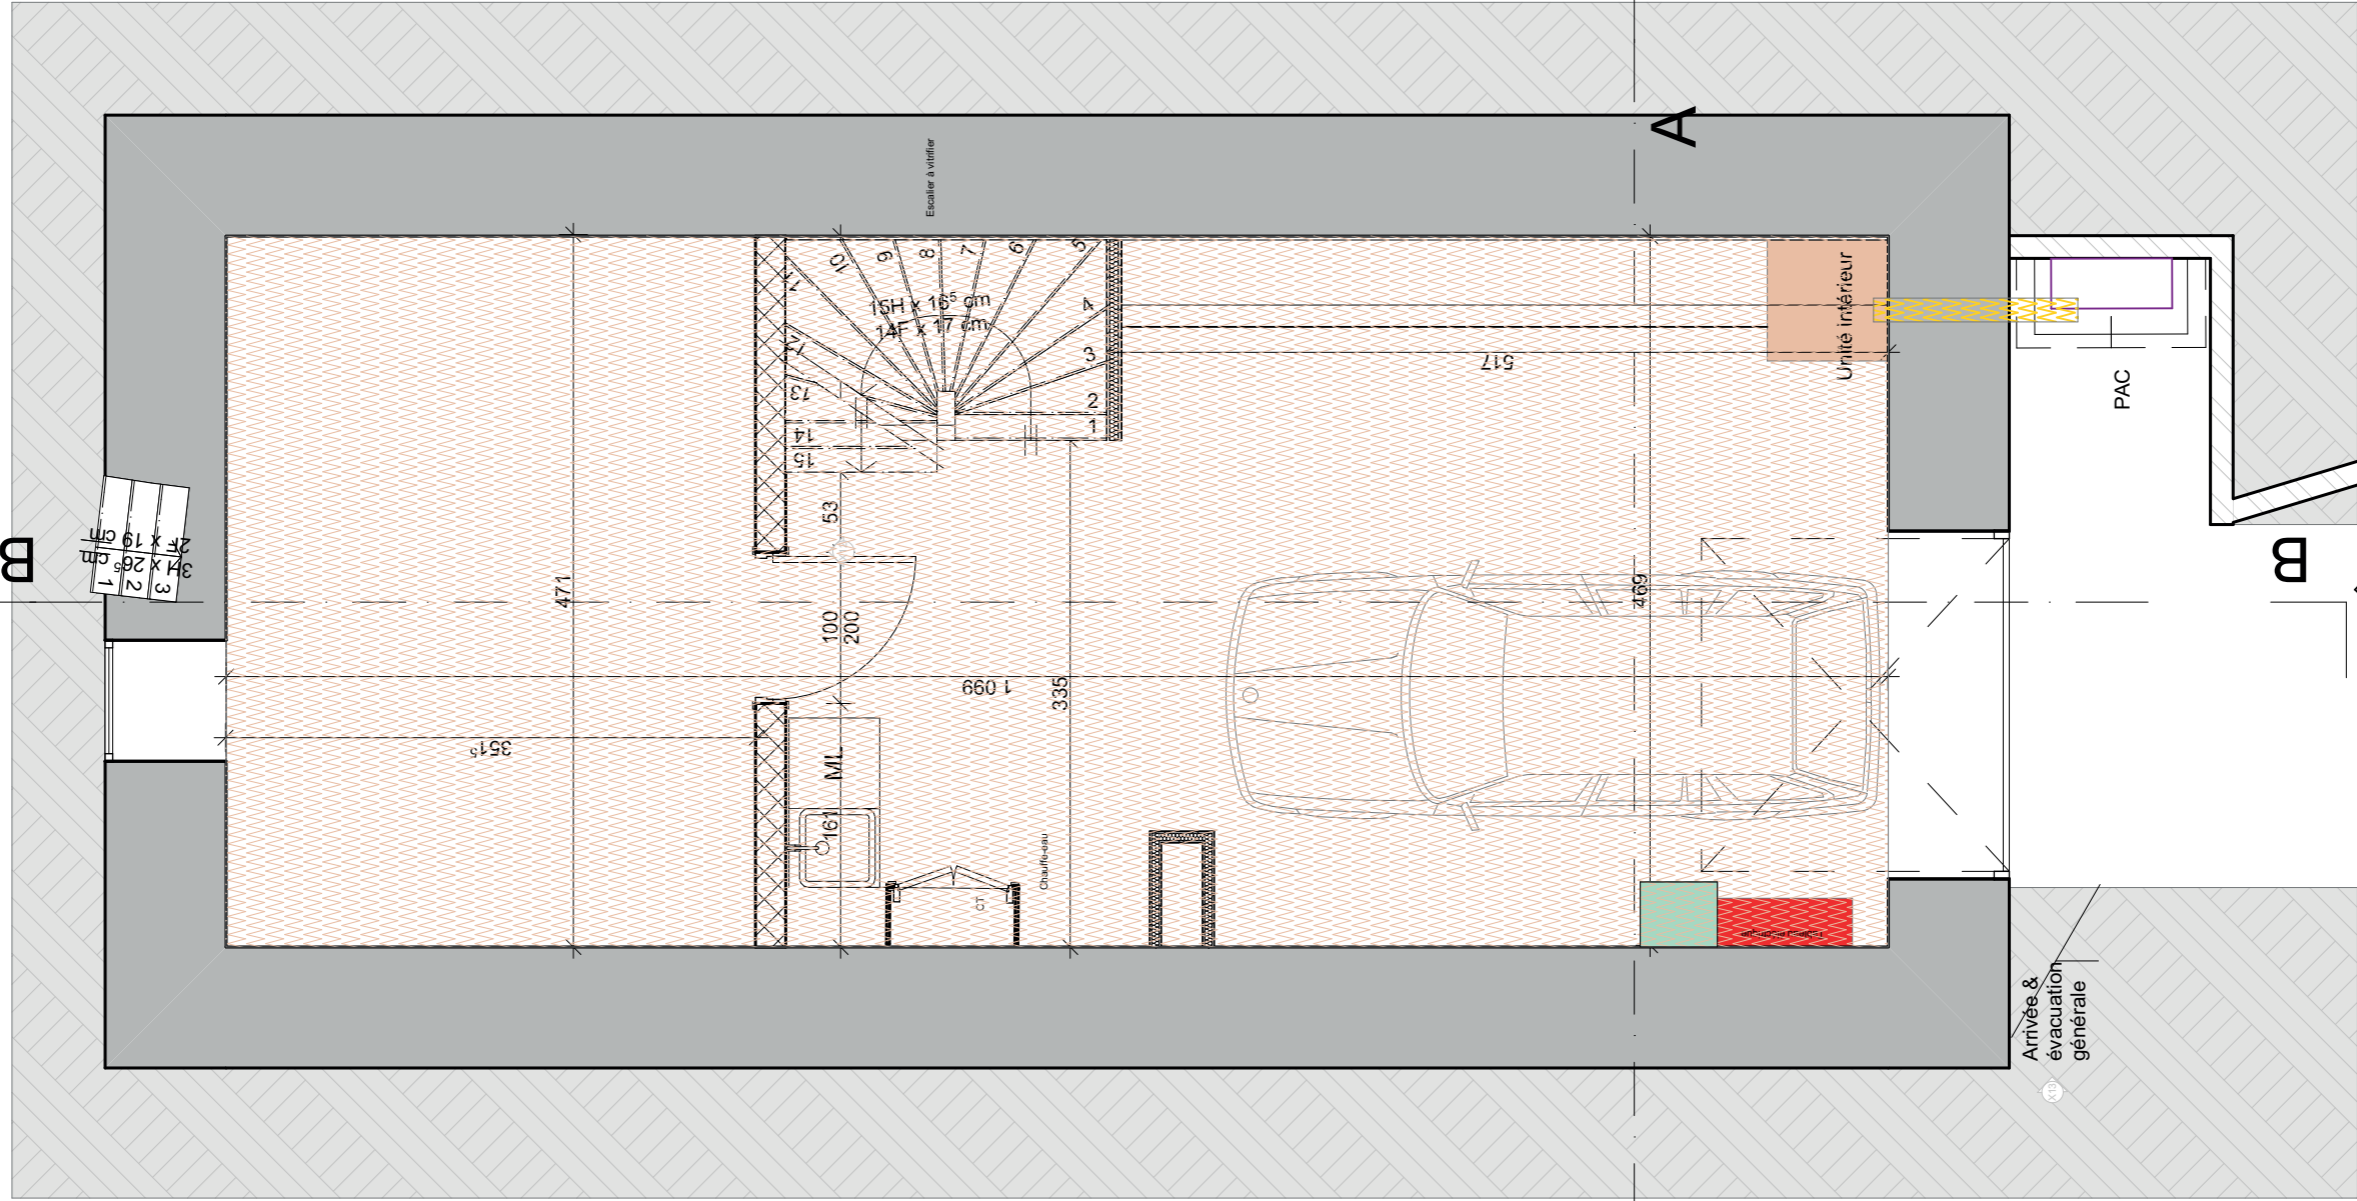 A
Escalier à vitrifier
11
10
9
8
7
6
5
15H x 16⁵ cm
14F x 17 cm
4
3
2
1
12
13
14
15
Unité intérieur
PAC
517
B
2F x 19 cm
3H x 26⁵ cm
1
2
3
471
53
100
200
469
B
1 099
335
351⁵
ML
161
Chauffe-eau
CT
Arrivée &
évacuation
générale